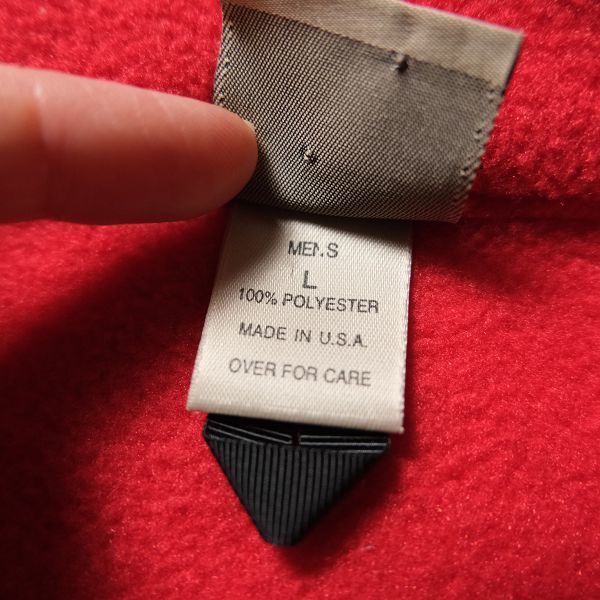 MEN'S
L
100% POLYESTER
MADE IN U.S.A.
OVER FOR CARE